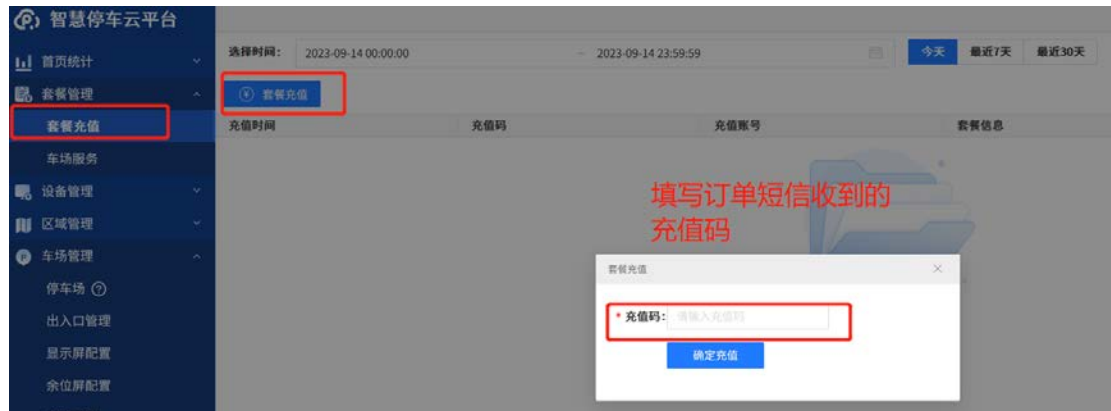 智慧停车云平台
首页统计
套餐管理
套餐充值
车场服务
设备管理
区域管理
车场管理
停车场
出入口管理
显示屏配置
余位屏配置
选择时间： 2023-09-14 00:00:00 ~ 2023-09-14 23:59:59 今天 最近7天 最近30天
套餐充值
充值时间 充值码 充值账号 套餐信息
填写订单短信收到的
充值码
套餐充值
* 充值码： 请输入充值码
确定充值